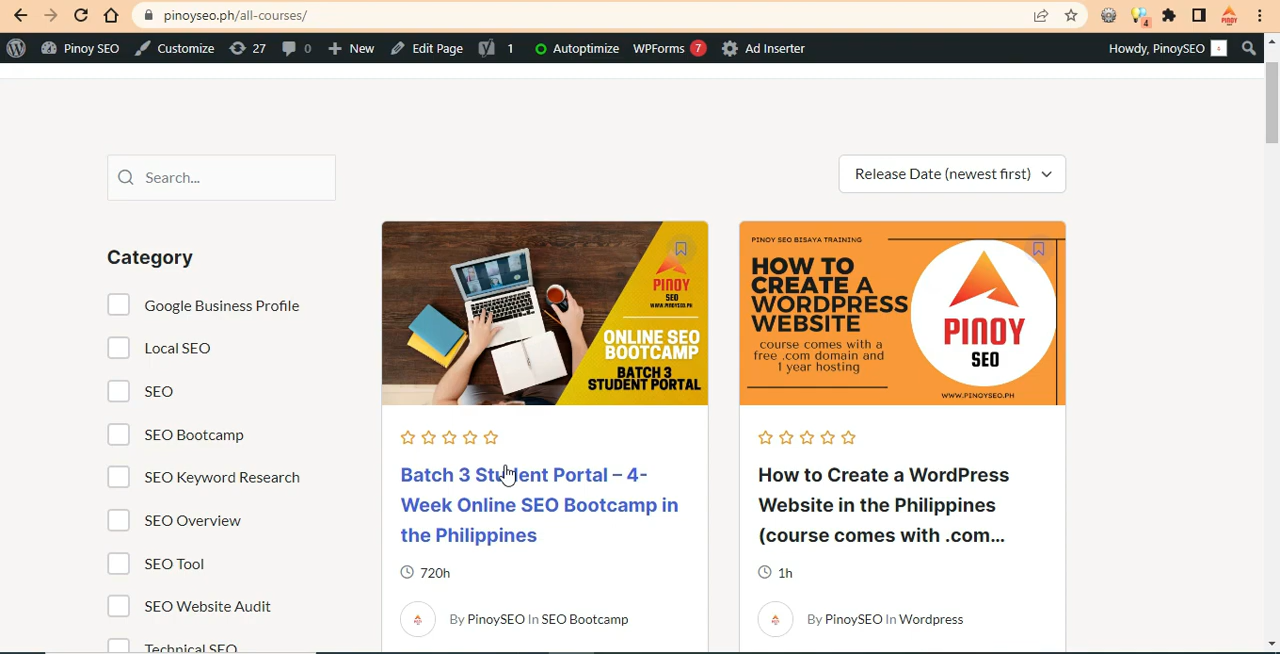 pinoyseo.ph/all-courses/
4
PINOY
Pinoy SEO Customize 27 0 New Edit Page 1 Autoptimize WPForms 7 Ad Inserter Howdy, PinoySEO
Search...
Release Date (newest first)
Category
Google Business Profile
Local SEO
SEO
SEO Bootcamp
SEO Keyword Research
SEO Overview
SEO Tool
SEO Website Audit
Technical SEO
PINOY
SEO
WWW.PINOYSEO.PH
ONLINE SEO
BOOTCAMP
BATCH 3
STUDENT PORTAL
Batch 3 Student Portal – 4-
Week Online SEO Bootcamp in
the Philippines
720h
By PinoySEO In SEO Bootcamp
PINOY SEO BISAYA TRAINING
HOW TO
CREATE A
WORDPRESS
WEBSITE
course comes with a
free .com domain and
1 year hosting
PINOY
SEO
WWW.PINOYSEO.PH
How to Create a WordPress
Website in the Philippines
(course comes with .com...
1h
By PinoySEO In Wordpress